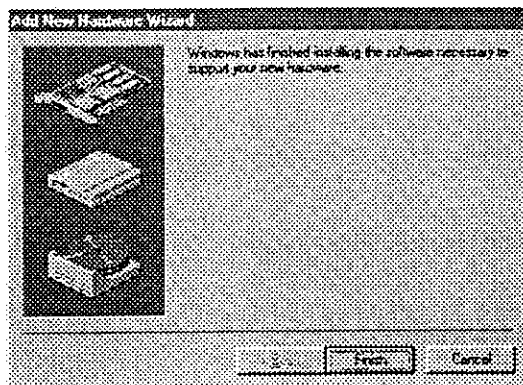 Add New Hardware Wizard
Windows has finished installing the software necessary to
support your new hardware.
Finish
Cancel